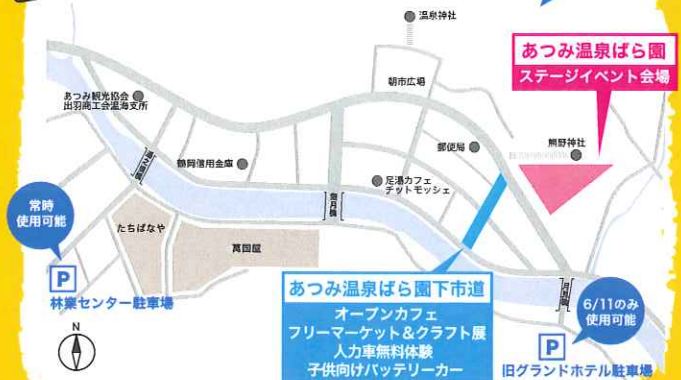 温泉神社
あつみ温泉ばら園
ステージイベント会場
朝市広場
あつみ観光協会
出羽商工会温海支所
熊野神社
郵便局
鶴岡信用金庫
足湯カフェ
チットモッシェ
常時
使用可能
たちばなや
萬国屋
P
林業センター駐車場
あつみ温泉ばら園下市道
オープンカフェ
フリーマーケット&クラフト展
人力車無料体験
子供向けバッテリーカー
6/11のみ
使用可能
P
旧グランドホテル駐車場
N